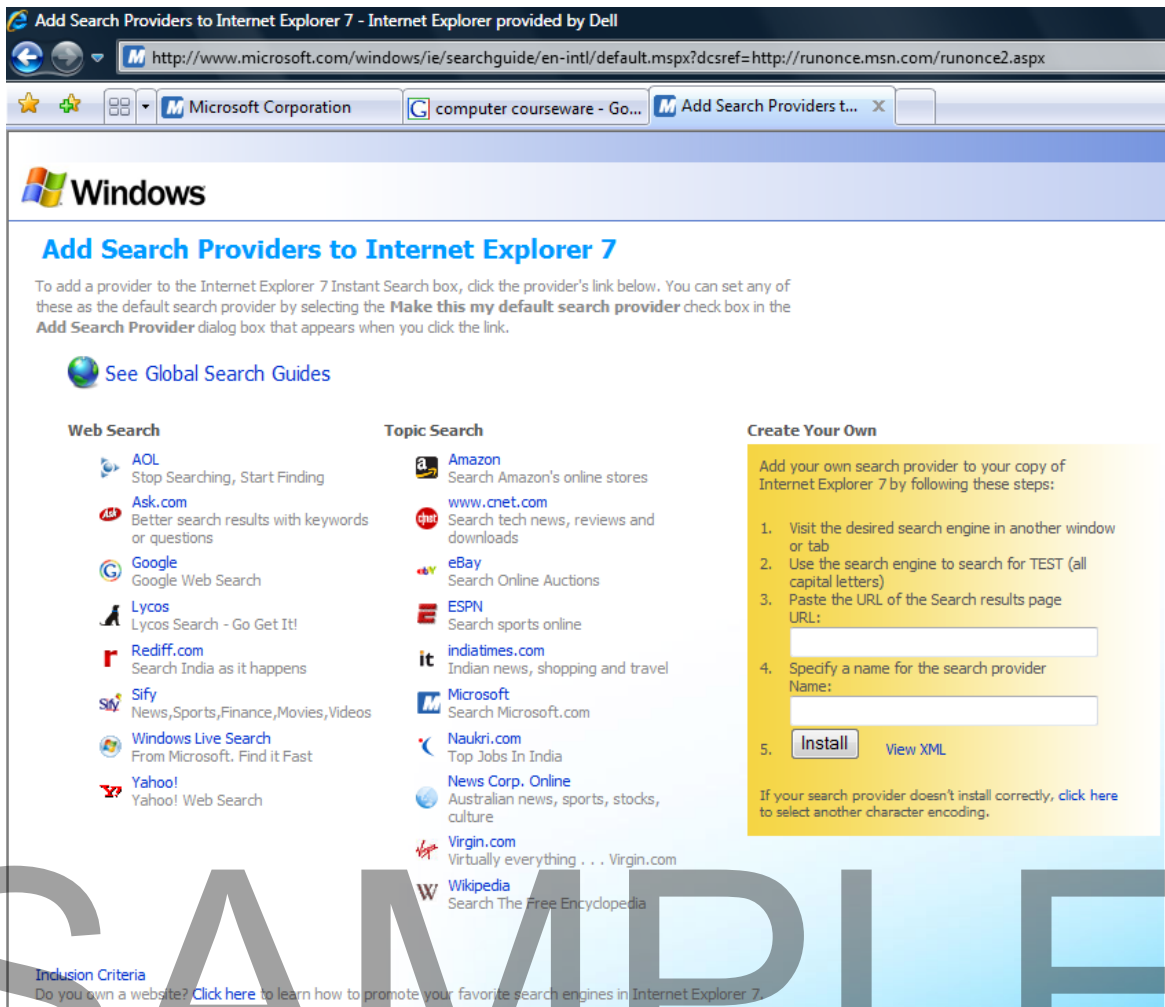 Add Search Providers to Internet Explorer 7 - Internet Explorer provided by Dell
http://www.microsoft.com/windows/ie/searchguide/en-intl/default.mspx?dcsref=http://runonce.msn.com/runonce2.aspx
Microsoft Corporation
computer courseware - Go...
Add Search Providers t...
Windows
Add Search Providers to Internet Explorer 7
To add a provider to the Internet Explorer 7 Instant Search box, click the provider's link below. You can set any of
these as the default search provider by selecting the Make this my default search provider check box in the
Add Search Provider dialog box that appears when you click the link.
See Global Search Guides
Web Search
AOL
Stop Searching, Start Finding
Ask
Ask.com
Better search results with keywords
or questions
Google
Google Web Search
Lycos
Lycos Search - Go Get It!
Rediff.com
Search India as it happens
Sify
Sify
News,Sports,Finance,Movies,Videos
Windows Live Search
From Microsoft. Find it Fast
Yahoo!
Yahoo! Web Search
Topic Search
Amazon
Search Amazon's online stores
www.cnet.com
Search tech news, reviews and
downloads
eBay
Search Online Auctions
ESPN
Search sports online
it
indiatimes.com
Indian news, shopping and travel
Microsoft
Search Microsoft.com
Naukri.com
Top Jobs In India
News Corp. Online
Australian news, sports, stocks,
culture
Virgin.com
Virtually everything . . . Virgin.com
W
Wikipedia
Search The Free Encyclopedia
Create Your Own
Add your own search provider to your copy of
Internet Explorer 7 by following these steps:
1. Visit the desired search engine in another window
or tab
2. Use the search engine to search for TEST (all
capital letters)
3. Paste the URL of the Search results page
URL:
4. Specify a name for the search provider
Name:
5. Install View XML
If your search provider doesn't install correctly, click here
to select another character encoding.
SAMPLE
Inclusion Criteria
Do you own a website? Click here to learn how to promote your favorite search engines in Internet Explorer 7.